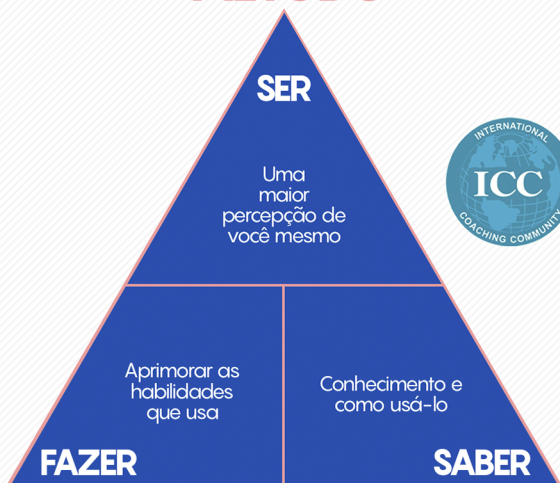 SER
Uma
maior
percepção de
você mesmo
INTERNATIONAL
ICC
COACHING COMMUNITY
Aprimorar as
habilidades
que usa
Conhecimento e
como usá-lo
FAZER
SABER